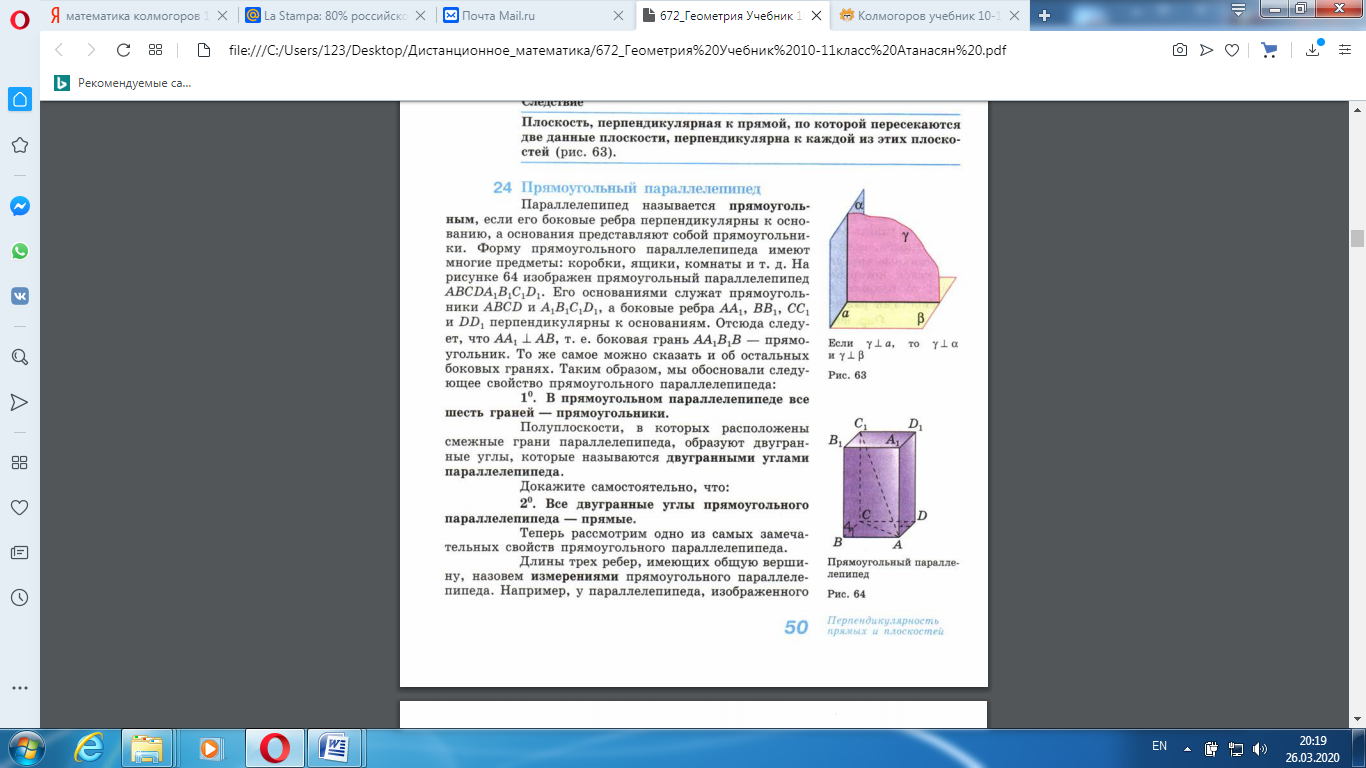 математика колмогоров 1
La Stampa: 80% российско
Почта Mail.ru
672_Геометрия Учебник 1
Колмогоров учебник 10-1
file:///C:/Users/123/Desktop/Дистанционное_математика/672_Геометрия%20Учебник%2010-11класс%20Атанасян%20.pdf
Рекомендуемые са...
Следствие
Плоскость, перпендикулярная к прямой, по которой пересекаются
две данные плоскости, перпендикулярна к каждой из этих плоско-
стей (рис. 63).
24 Прямоугольный параллелепипед
Параллелепипед называется прямоуголь-
ным, если его боковые ребра перпендикулярны к осно-
ванию, а основания представляют собой прямоугольни-
ки. Форму прямоугольного параллелепипеда имеют
многие предметы: коробки, ящики, комнаты и т. д. На
рисунке 64 изображен прямоугольный параллелепипед
ABCDA₁B₁C₁D₁. Его основаниями служат прямоуголь-
ники ABCD и A₁B₁C₁D₁, а боковые ребра AA₁, BB₁, CC₁
и DD₁ перпендикулярны к основаниям. Отсюда следу-
ет, что AA₁ ⊥ AB, т. е. боковая грань AA₁B₁B — прямо-
угольник. То же самое можно сказать и об остальных
боковых гранях. Таким образом, мы обосновали следу-
ющее свойство прямоугольного параллелепипеда:
1⁰. В прямоугольном параллелепипеде все
шесть граней — прямоугольники.
Полуплоскости, в которых расположены
смежные грани параллелепипеда, образуют двугран-
ные углы, которые называются двугранными углами
параллелепипеда.
Докажите самостоятельно, что:
2⁰. Все двугранные углы прямоугольного
параллелепипеда — прямые.
Теперь рассмотрим одно из самых замеча-
тельных свойств прямоугольного параллелепипеда.
Длины трех ребер, имеющих общую верши-
ну, назовем измерениями прямоугольного параллеле-
пипеда. Например, у параллелепипеда, изображенного
α
γ
a
β
Если γ ⊥ a, то γ ⊥ α
и γ ⊥ β
Рис. 63
C₁ D₁
B₁ A₁
C D
B A
Прямоугольный паралле-
лепипед
Рис. 64
50
Перпендикулярность
прямых и плоскостей
EN
20:19
26.03.2020